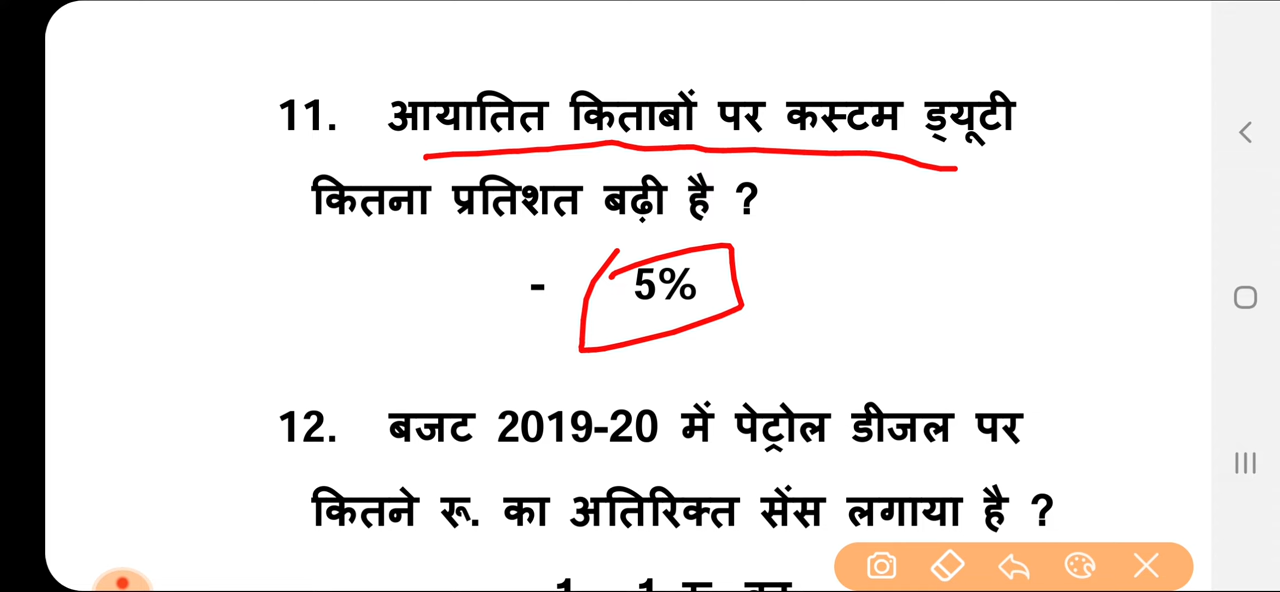 11. आयातित किताबों पर कस्टम ड्यूटी
कितना प्रतिशत बढ़ी है ?
- 5%
12. बजट 2019-20 में पेट्रोल डीजल पर
कितने रू. का अतिरिक्त सेंस लगाया है ?